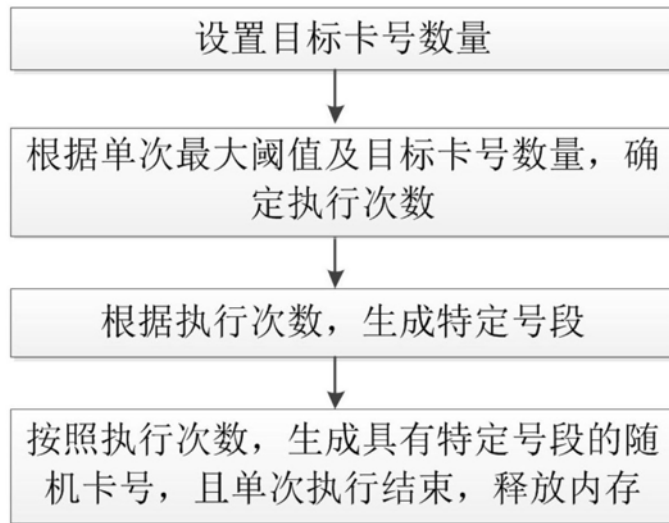 设置目标卡号数量
根据单次最大阈值及目标卡号数量，确
定执行次数
根据执行次数，生成特定号段
按照执行次数，生成具有特定号段的随
机卡号，且单次执行结束，释放内存